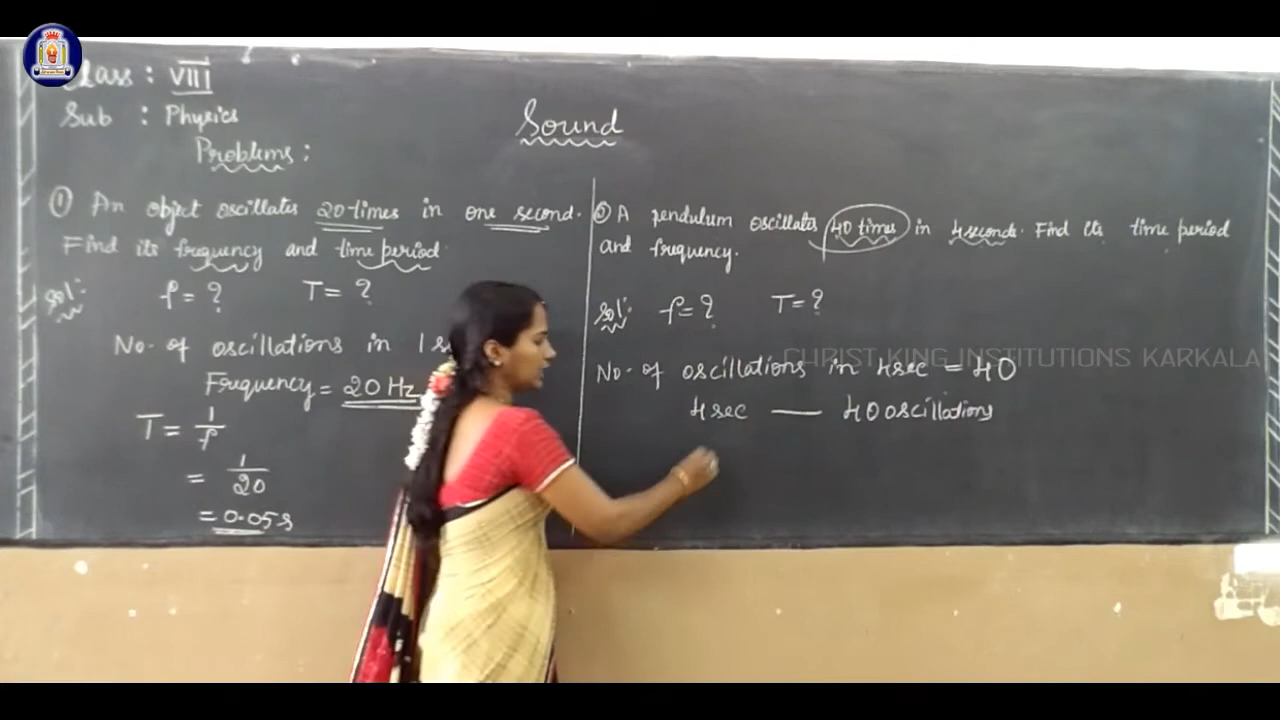 Class : VIII
Sub : Physics
Problems :
Sound
① An object oscillates 20 times in one second.
Find its frequency and time period.
Sol:
f = ? T = ?
No. of oscillations in 1 s
Frequency = 20 Hz
T = 1/f
= 1/20
= 0.05 s
② A pendulum oscillates 40 times in 4 seconds. Find its time period
and frequency.
Sol: f = ? T = ?
No. of oscillations in 4 sec = 40
4 sec — 40 oscillations
CHRIST KING INSTITUTIONS KARKALA